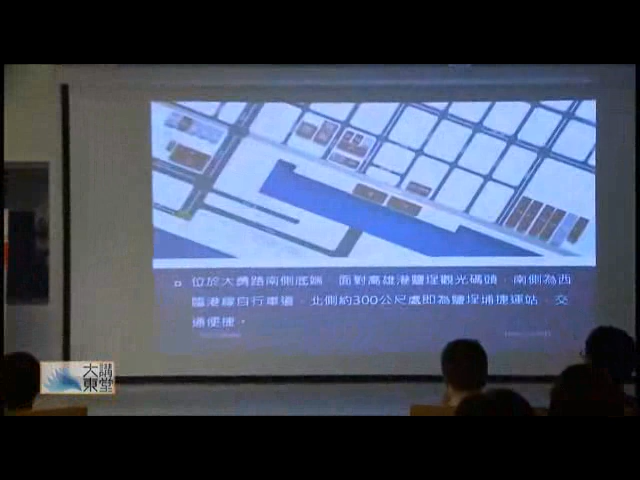 位於大勇路南側底端，面對高雄港鹽埕觀光碼頭，南側為西
臨港線自行車道，北側約300公尺處即為鹽埕埔捷運站，交
通便捷。
大東
講堂